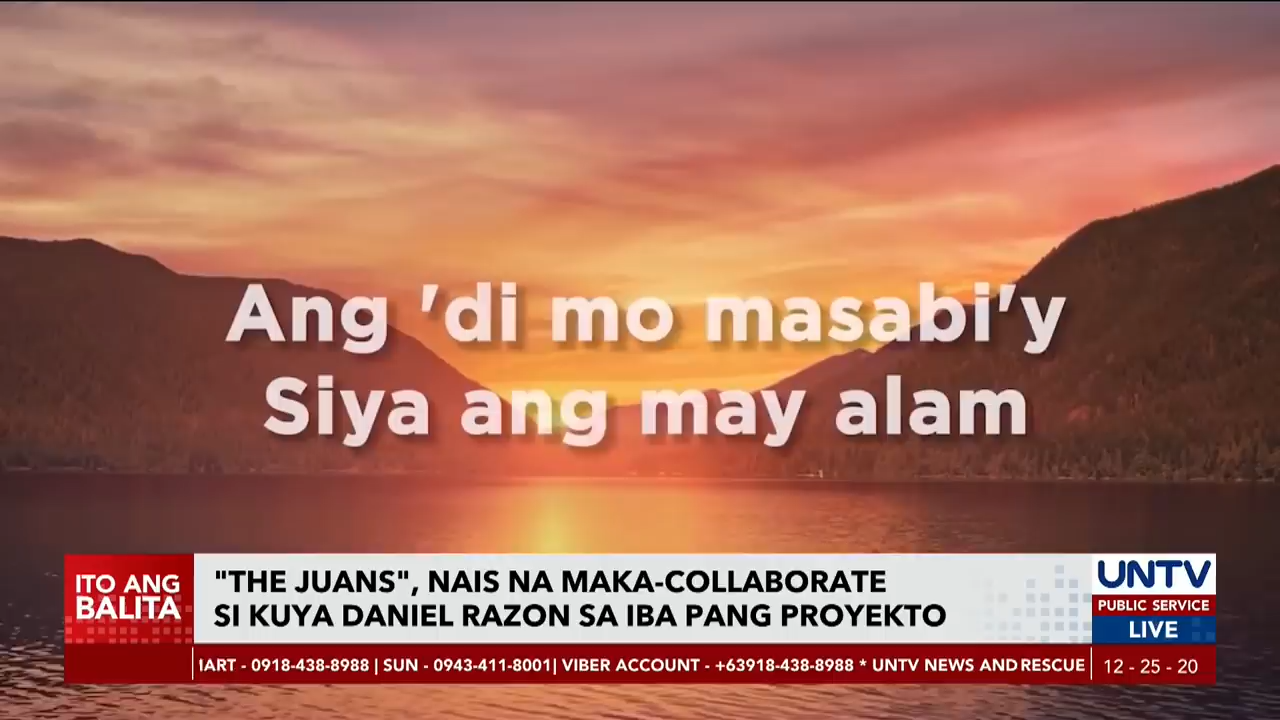 Ang 'di mo masabi'y
Siya ang may alam
ITO ANG
BALITA
"THE JUANS", NAIS NA MAKA-COLLABORATE
SI KUYA DANIEL RAZON SA IBA PANG PROYEKTO
UNTV
PUBLIC SERVICE
LIVE
- 0918-438-8988 | SUN - 0943-411-8001| VIBER ACCOUNT - +63918-438-8988 * UNTV NEWS AND RESCUE
12 - 25 - 20